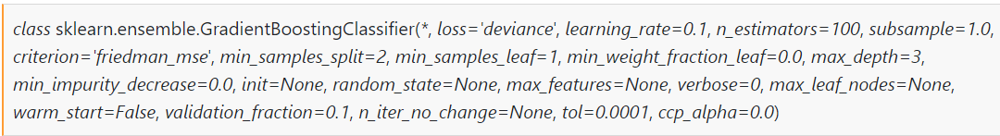 class sklearn.ensemble.GradientBoostingClassifier(*, loss='deviance', learning_rate=0.1, n_estimators=100, subsample=1.0,
criterion='friedman_mse', min_samples_split=2, min_samples_leaf=1, min_weight_fraction_leaf=0.0, max_depth=3,
min_impurity_decrease=0.0, init=None, random_state=None, max_features=None, verbose=0, max_leaf_nodes=None,
warm_start=False, validation_fraction=0.1, n_iter_no_change=None, tol=0.0001, ccp_alpha=0.0)